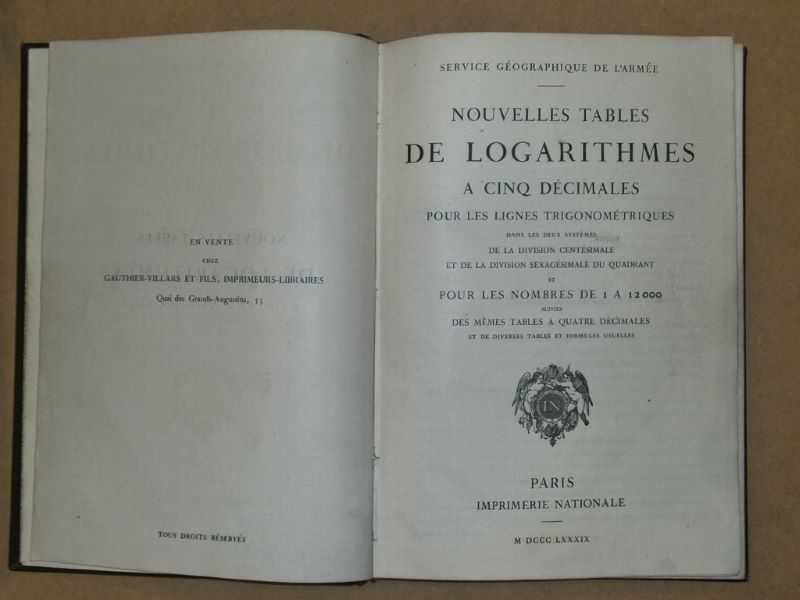 EN VENTE
CHEZ
GAUTHIER-VILLARS ET FILS, IMPRIMEURS-LIBRAIRES
Quai des Grands-Augustins, 55
TOUS DROITS RÉSERVÉS
SERVICE GÉOGRAPHIQUE DE L'ARMÉE
NOUVELLES TABLES
DE LOGARITHMES
A CINQ DÉCIMALES
POUR LES LIGNES TRIGONOMÉTRIQUES
DANS LES DEUX SYSTÈMES
DE LA DIVISION CENTÉSIMALE
ET DE LA DIVISION SEXAGÉSIMALE DU QUADRANT
ET
POUR LES NOMBRES DE 1 A 12 000
SUIVIES
DES MÊMES TABLES A QUATRE DÉCIMALES
ET DE DIVERSES TABLES ET FORMULES USUELLES
IN
PARIS
IMPRIMERIE NATIONALE
M DCCC LXXXIX